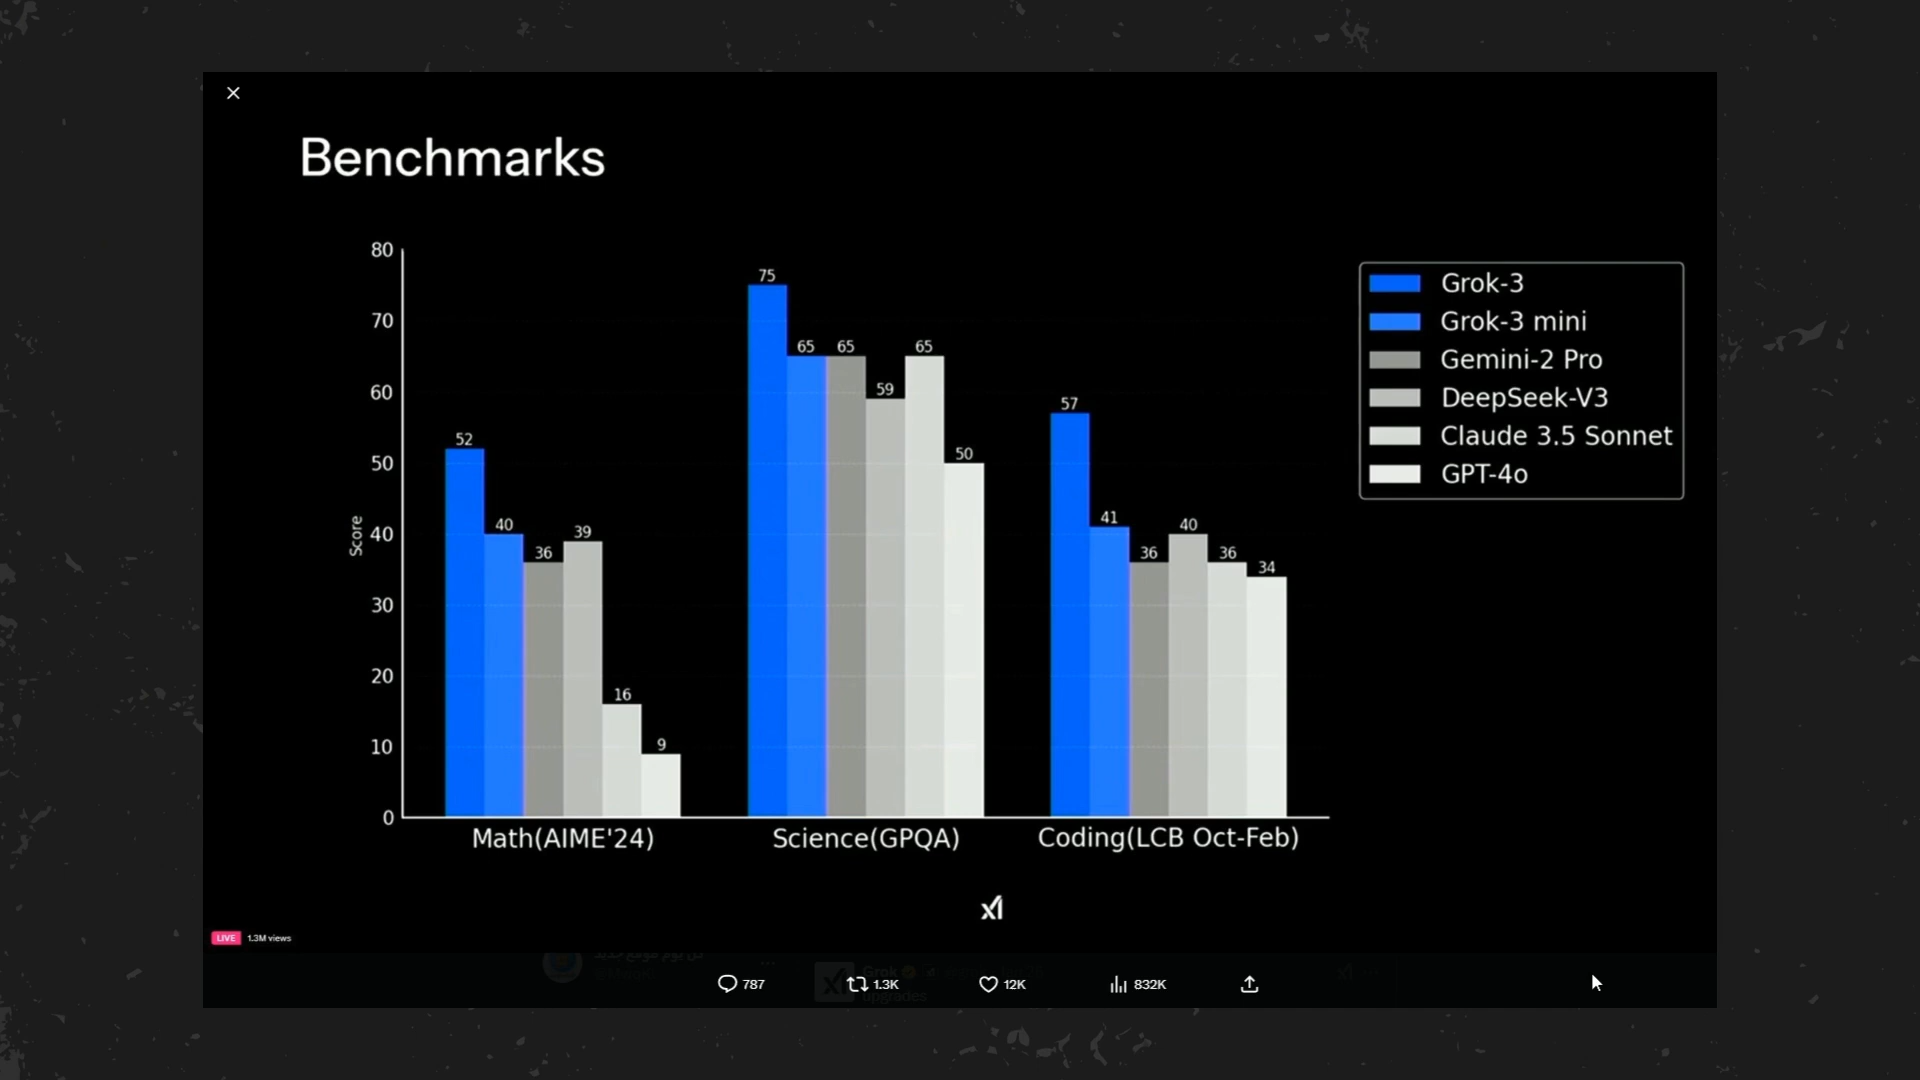 Benchmarks
80
70
60
50
40
30
20
10
0
Score
52
40
36
39
16
9
75
65
65
59
65
50
57
41
36
40
36
34
Math(AIME'24)
Science(GPQA)
Coding(LCB Oct-Feb)
Grok-3
Grok-3 mini
Gemini-2 Pro
DeepSeek-V3
Claude 3.5 Sonnet
GPT-4o
xI
LIVE 1.3M views
Grok
upgrades
787 1.3K 12K 832K